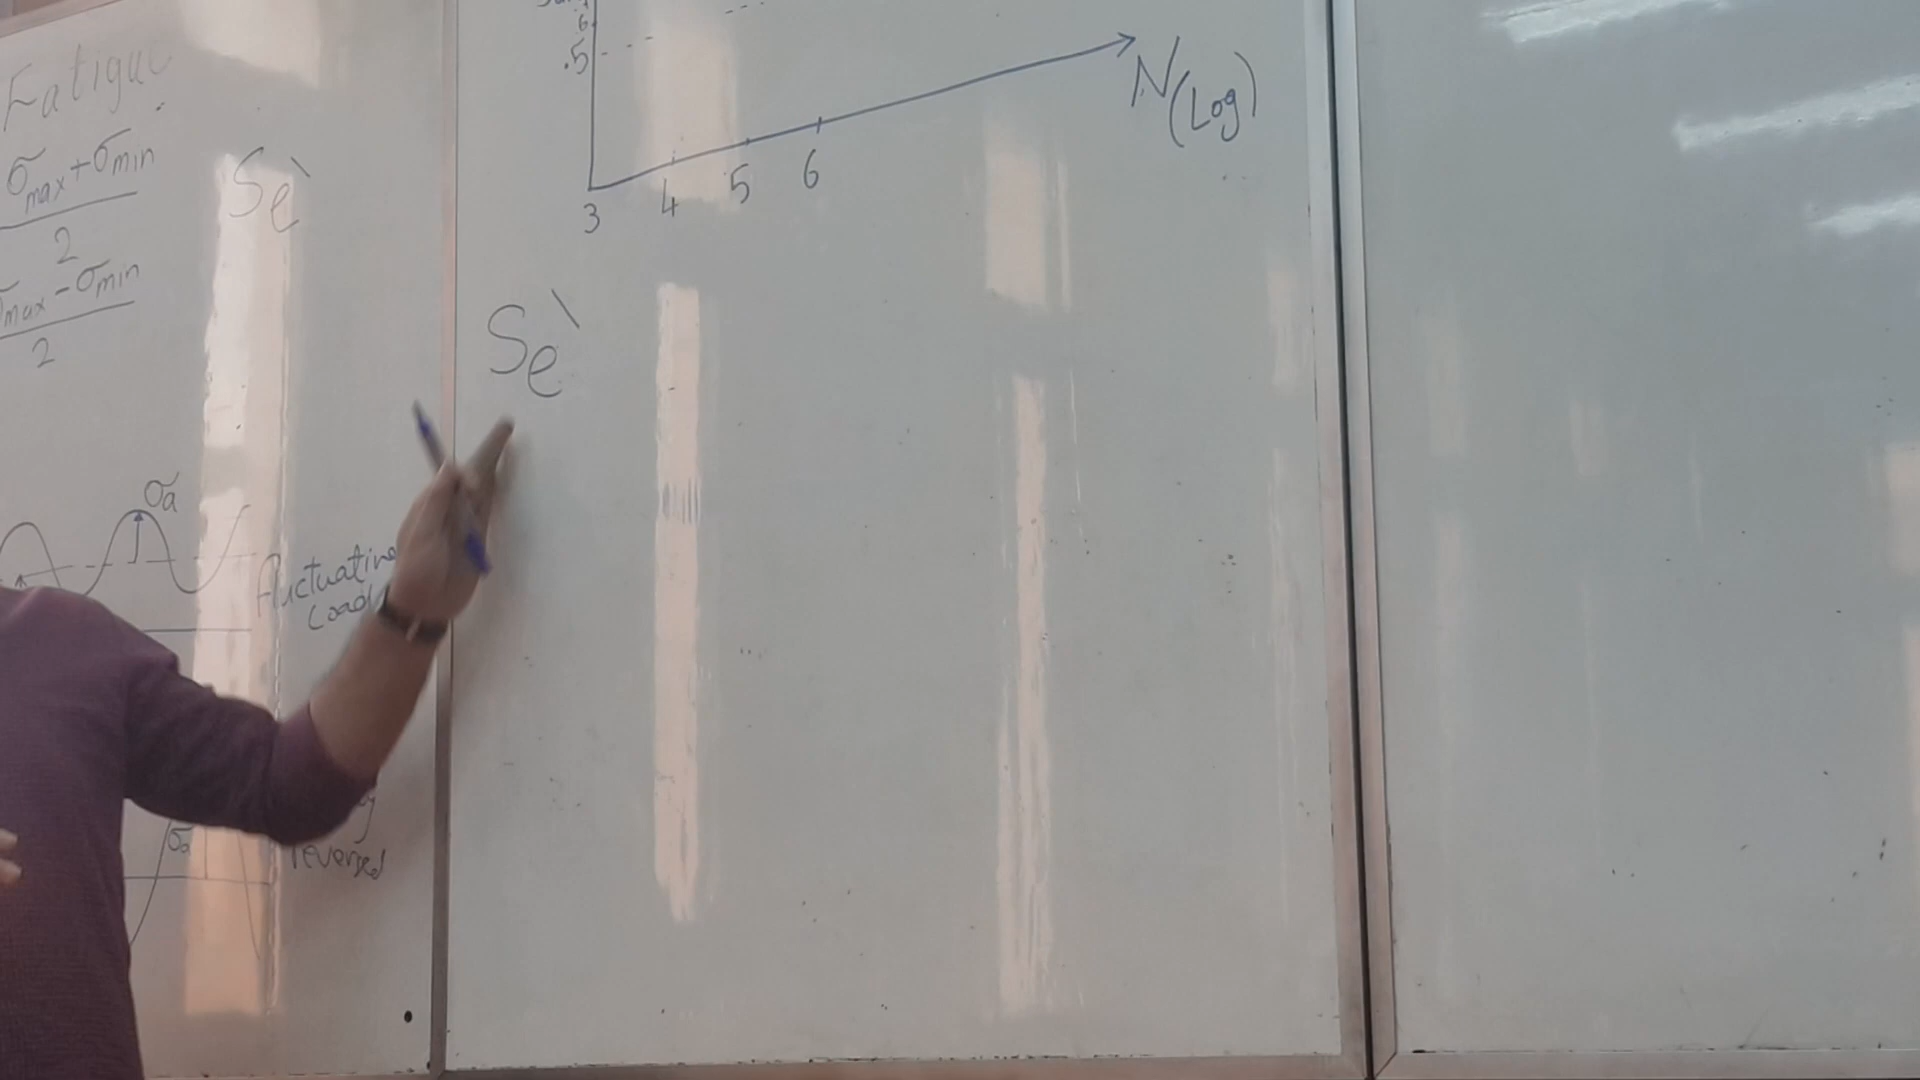 Fatigue
σmax + σmin
2
Se`
σmax - σmin
2
σa
fluctuating
Load
σa
reversed
6
.5
3 4 5 6
N(Log)
Se`